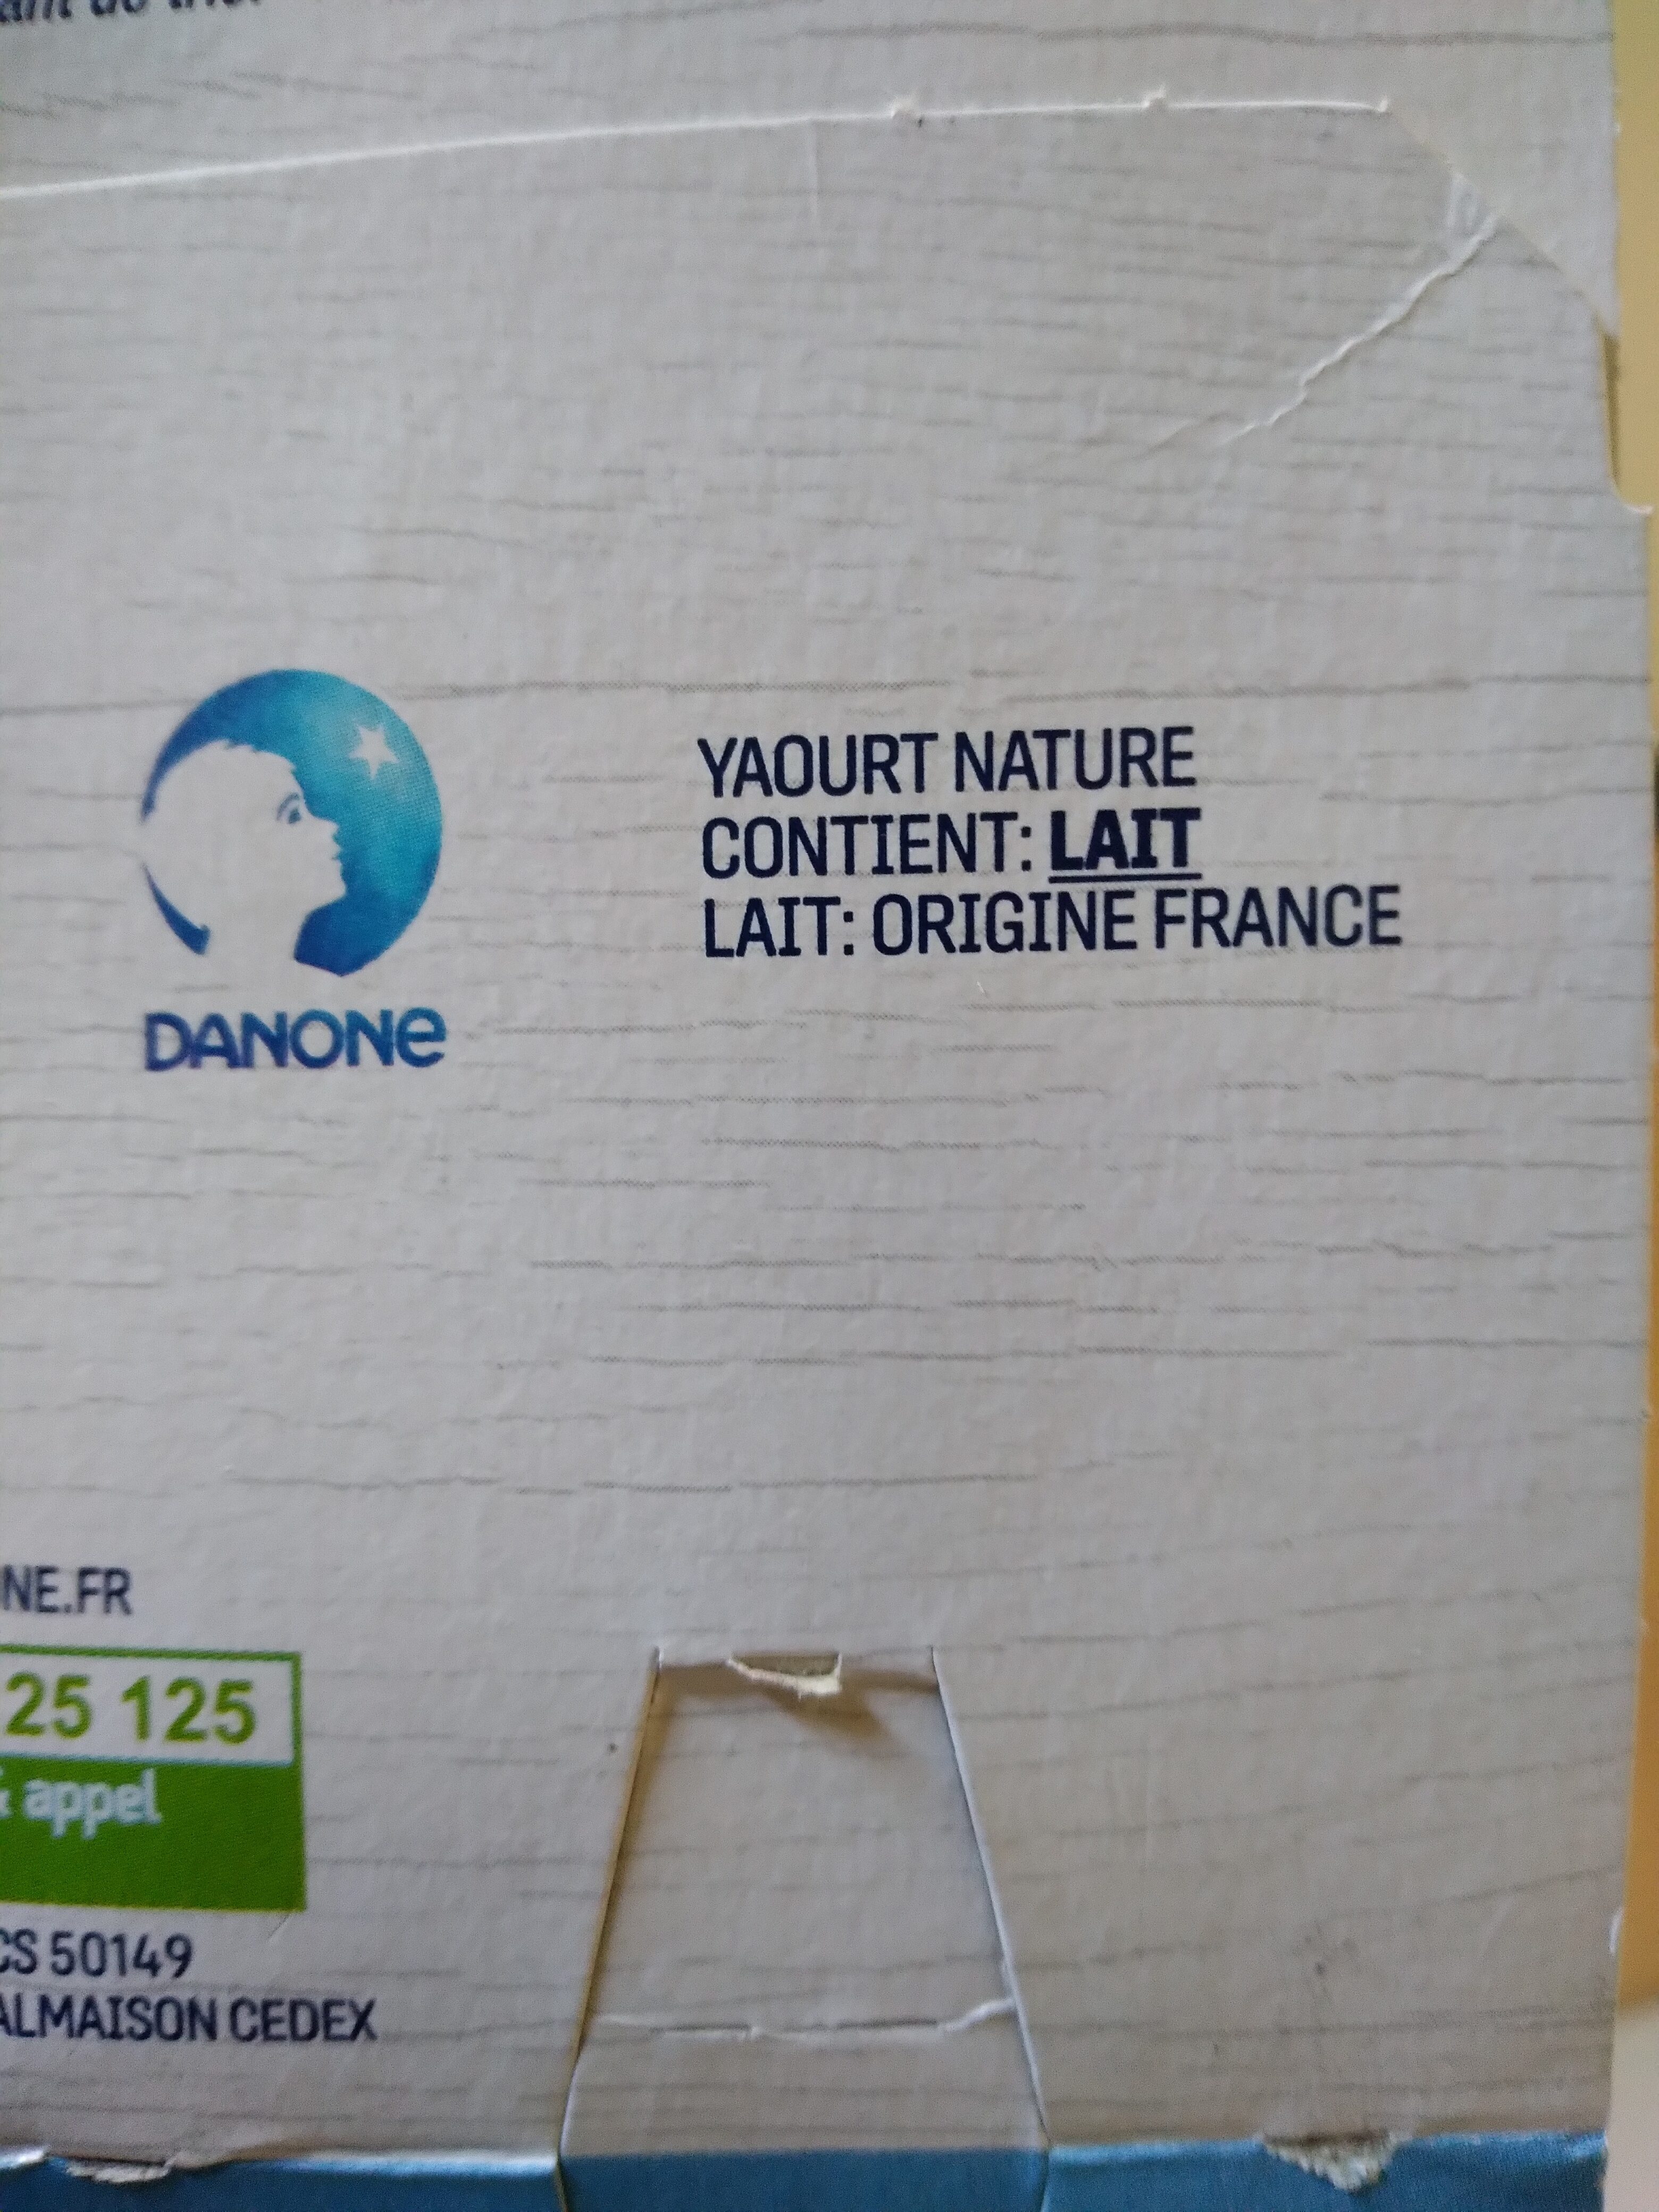 DANONE
YAOURT NATURE
CONTIENT: LAIT
LAIT: ORIGINE FRANCE
NE.FR
25 125
& appel
CS 50149
ALMAISON CEDEX